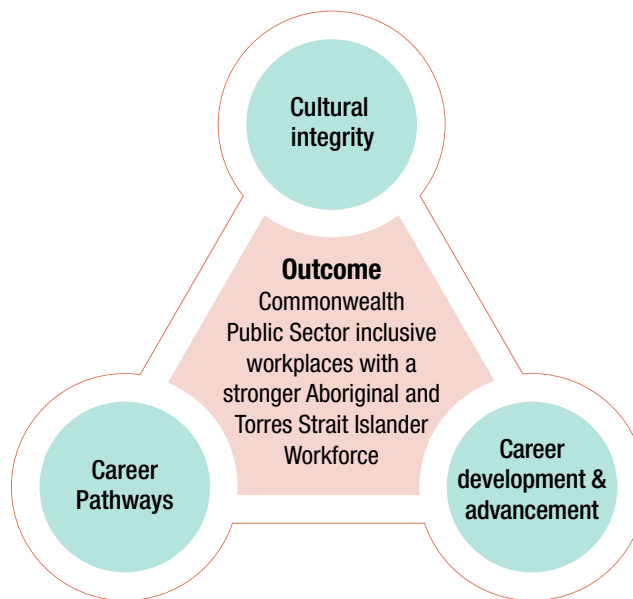 Cultural
integrity
Outcome
Commonwealth
Public Sector inclusive
workplaces with a
stronger Aboriginal and
Torres Strait Islander
Workforce
Career
Pathways
Career
development &
advancement